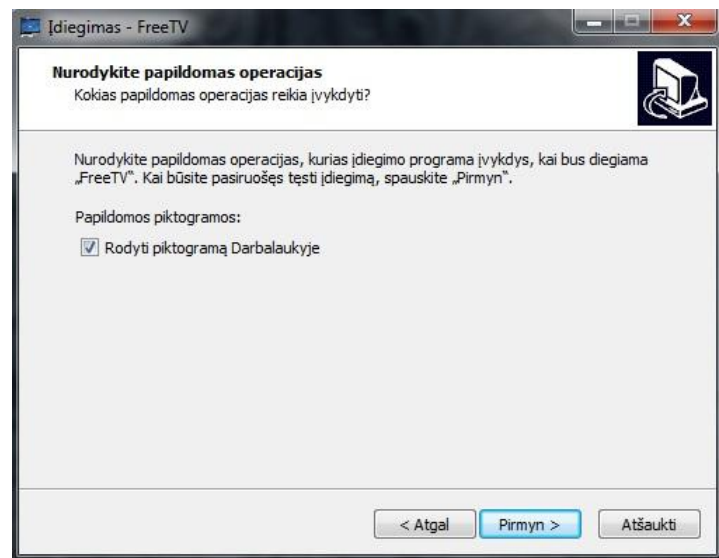 Įdiegimas - FreeTV
Nurodykite papildomas operacijas
Kokias papildomas operacijas reikia įvykdyti?
Nurodykite papildomas operacijas, kurias įdiegimo programa įvykdys, kai bus diegiama
„FreeTV“. Kai būsite pasiruošęs tęsti įdiegimą, spauskite „Pirmyn“.
Papildomos piktogramos:
Rodyti piktogramą Darbalaukyje
< Atgal
Pirmyn >
Atšaukti